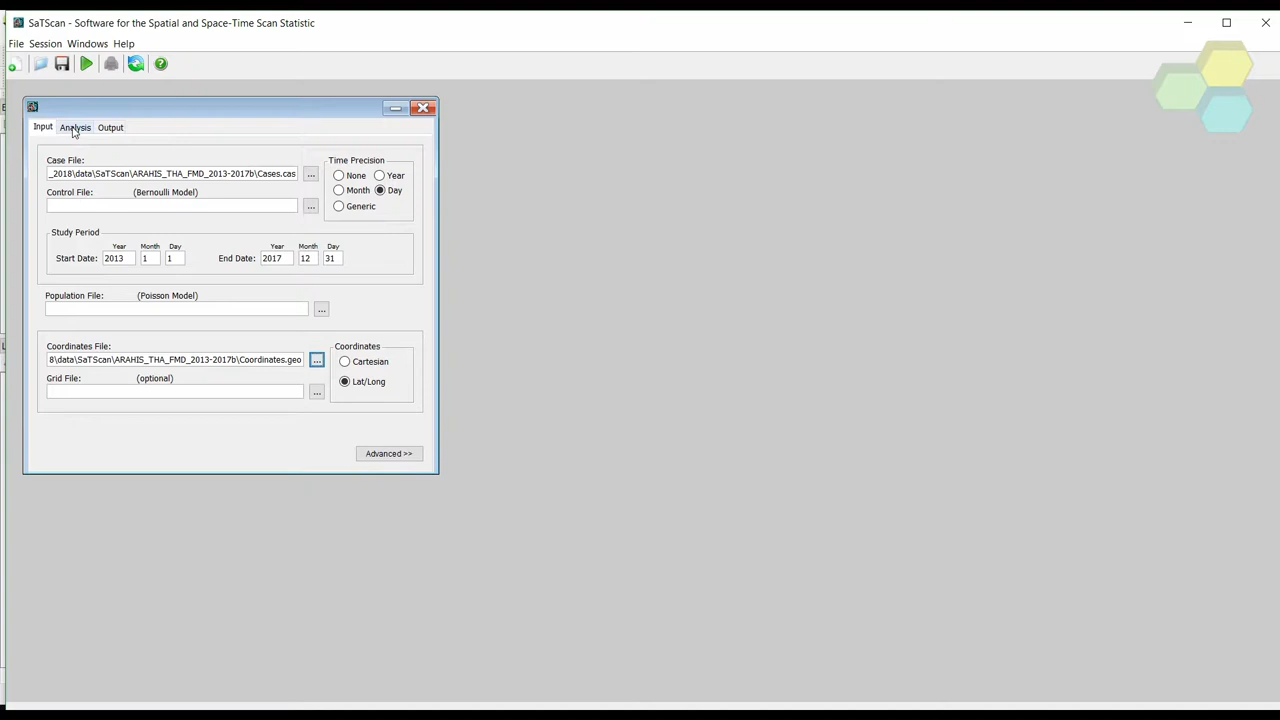 SaTScan - Software for the Spatial and Space-Time Scan Statistic
File Session Windows Help
Input Analysis Output
Case File:
_2018\data\SaTScan\ARAHIS_THA_FMD_2013-2017b\Cases.cas ...
Control File: (Bernoulli Model)
...
Time Precision
None Year
Month Day
Generic
Study Period
Year Month Day Year Month Day
Start Date: 2013 1 1 End Date: 2017 12 31
Population File: (Poisson Model)
...
Coordinates File:
8\data\SaTScan\ARAHIS_THA_FMD_2013-2017b\Coordinates.geo ...
Grid File: (optional)
...
Coordinates
Cartesian
Lat/Long
Advanced >>